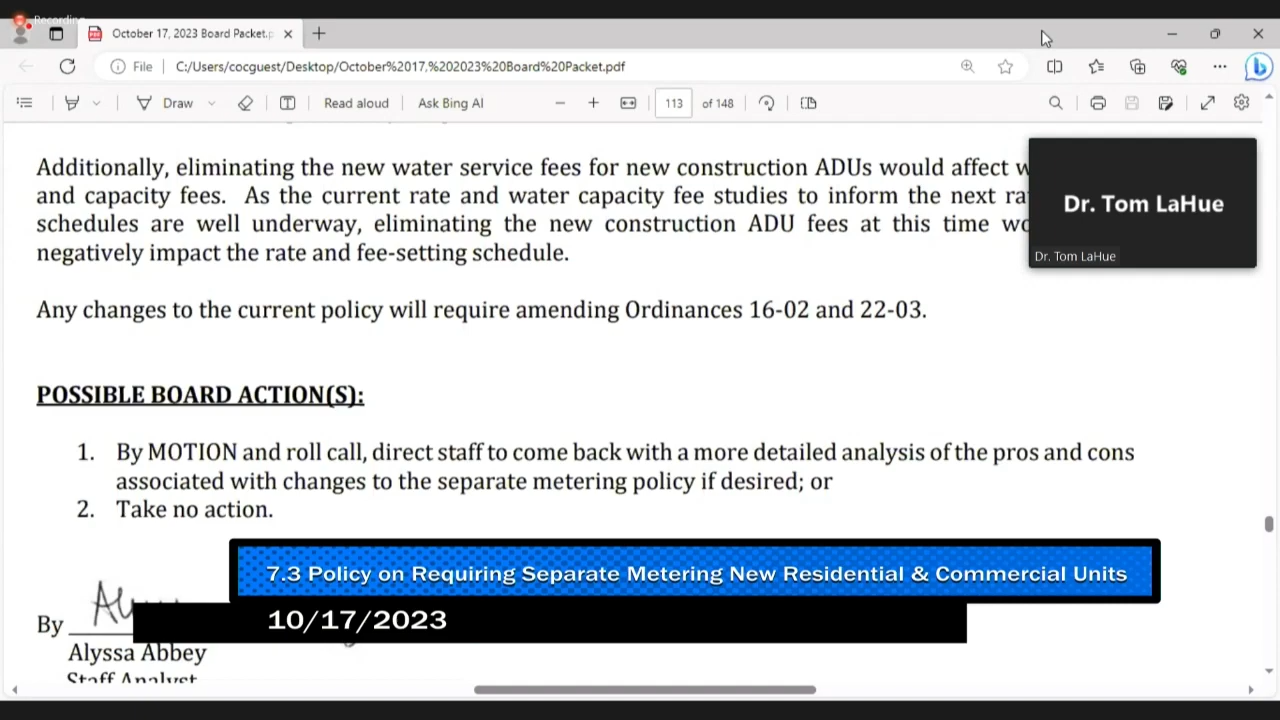 Recording
October 17, 2023 Board Packet.p
File C:/Users/cocguest/Desktop/October%2017,%202023%20Board%20Packet.pdf
Draw Read aloud Ask Bing AI 113 of 148
Additionally, eliminating the new water service fees for new construction ADUs would affect w
and capacity fees. As the current rate and water capacity fee studies to inform the next ra
schedules are well underway, eliminating the new construction ADU fees at this time wo
negatively impact the rate and fee-setting schedule.
Dr. Tom LaHue
Dr. Tom LaHue
Any changes to the current policy will require amending Ordinances 16-02 and 22-03.
POSSIBLE BOARD ACTION(S):
1. By MOTION and roll call, direct staff to come back with a more detailed analysis of the pros and cons
associated with changes to the separate metering policy if desired; or
2. Take no action.
7.3 Policy on Requiring Separate Metering New Residential & Commercial Units
10/17/2023
By
Alyssa Abbey
Staff Analyst